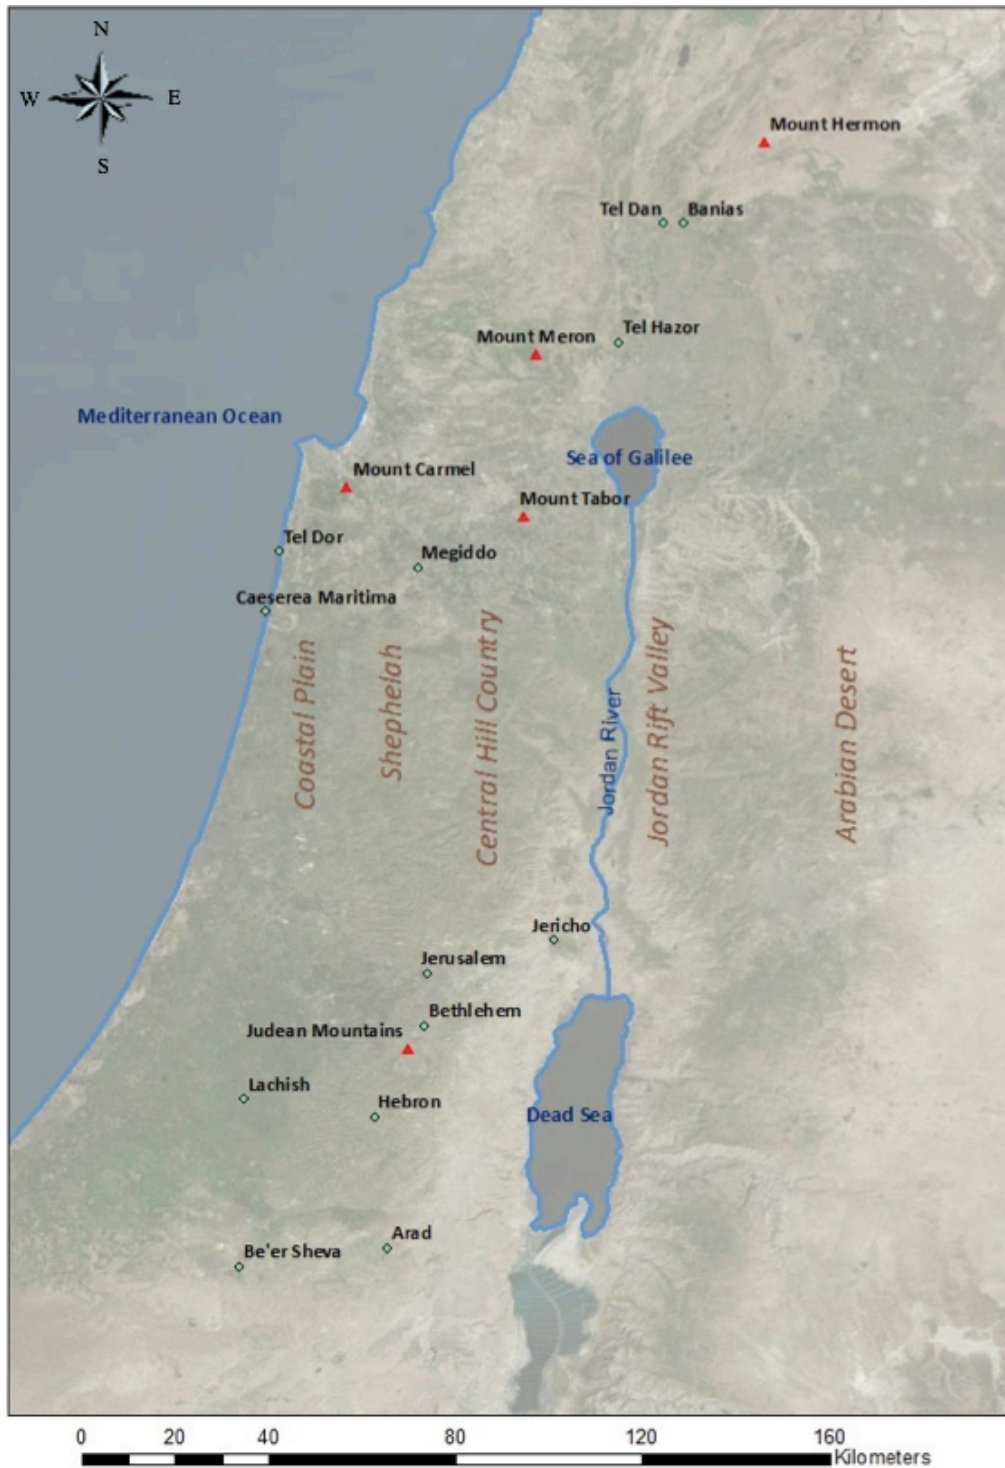 N
W
E
S
Mount Hermon
Tel Dan
Banias
Tel Hazor
Mount Meron
Mediterranean Ocean
Sea of Galilee
Mount Carmel
Mount Tabor
Tel Dor
Megiddo
Caeserea Maritima
Coastal Plain
Shephelah
Central Hill Country
Jordan River
Jordan Rift Valley
Arabian Desert
Jericho
Jerusalem
Bethlehem
Judean Mountains
Lachish
Hebron
Dead Sea
Arad
Be'er Sheva
0 20 40 80 120 160
Kilometers